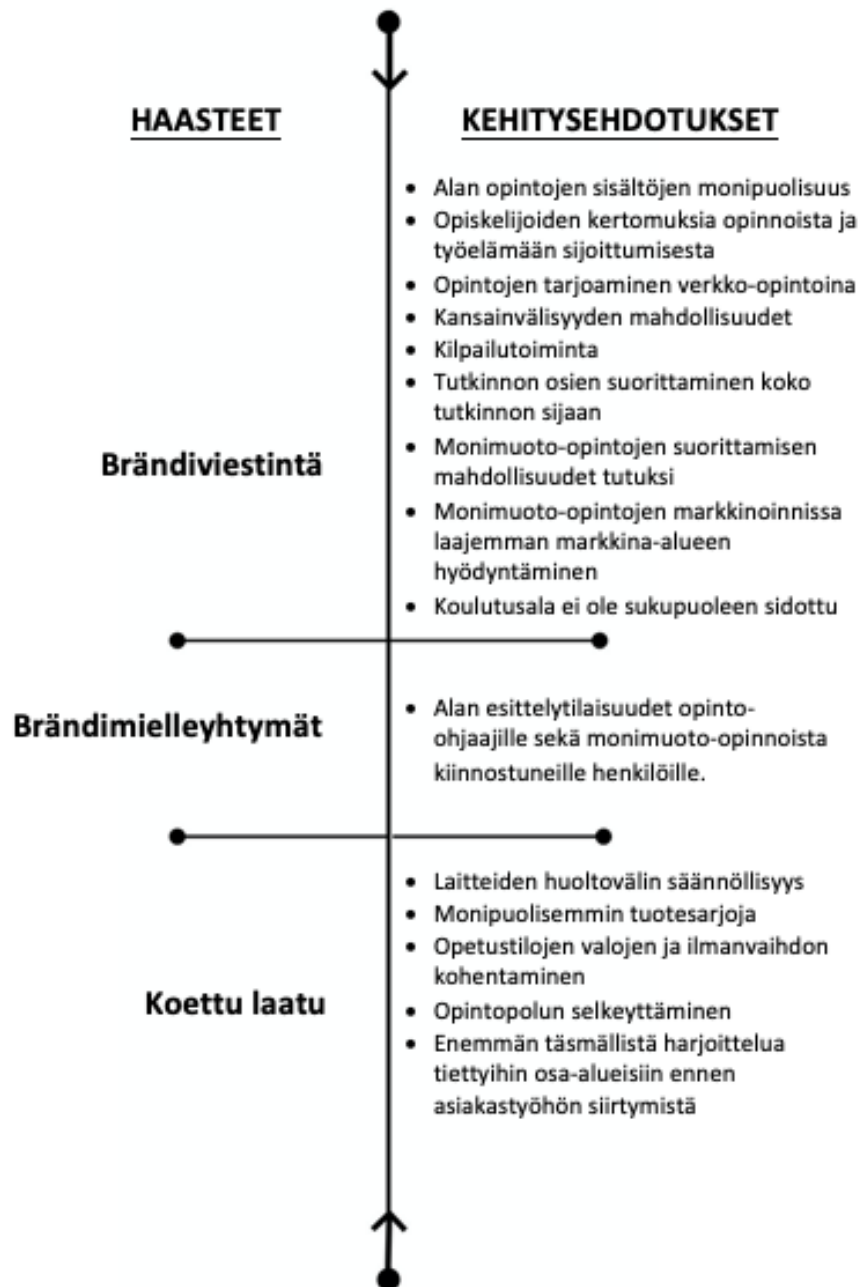 HAASTEET
KEHITYSEHDOTUKSET
Brändiviestintä
• Alan opintojen sisältöjen monipuolisuus
• Opiskelijoiden kertomuksia opinnoista ja
työelämään sijoittumisesta
• Opintojen tarjoaminen verkko-opintoina
• Kansainvälisyyden mahdollisuudet
• Kilpailutoiminta
• Tutkinnon osien suorittaminen koko
tutkinnon sijaan
• Monimuoto-opintojen suorittamisen
mahdollisuudet tutuksi
• Monimuoto-opintojen markkinoinnissa
laajemman markkina-alueen
hyödyntäminen
• Koulutusala ei ole sukupuoleen sidottu
Brändimielleyhtymät
• Alan esittelytilaisuudet opinto-
ohjaajille sekä monimuoto-opinnoista
kiinnostuneille henkilöille.
Koettu laatu
• Laitteiden huoltovälin säännöllisyys
• Monipuolisemmin tuotesarjoja
• Opetustilojen valojen ja ilmanvaihdon
kohentaminen
• Opintopolun selkeyttäminen
• Enemmän täsmällistä harjoittelua
tiettyihin osa-alueisiin ennen
asiakastyöhön siirtymistä